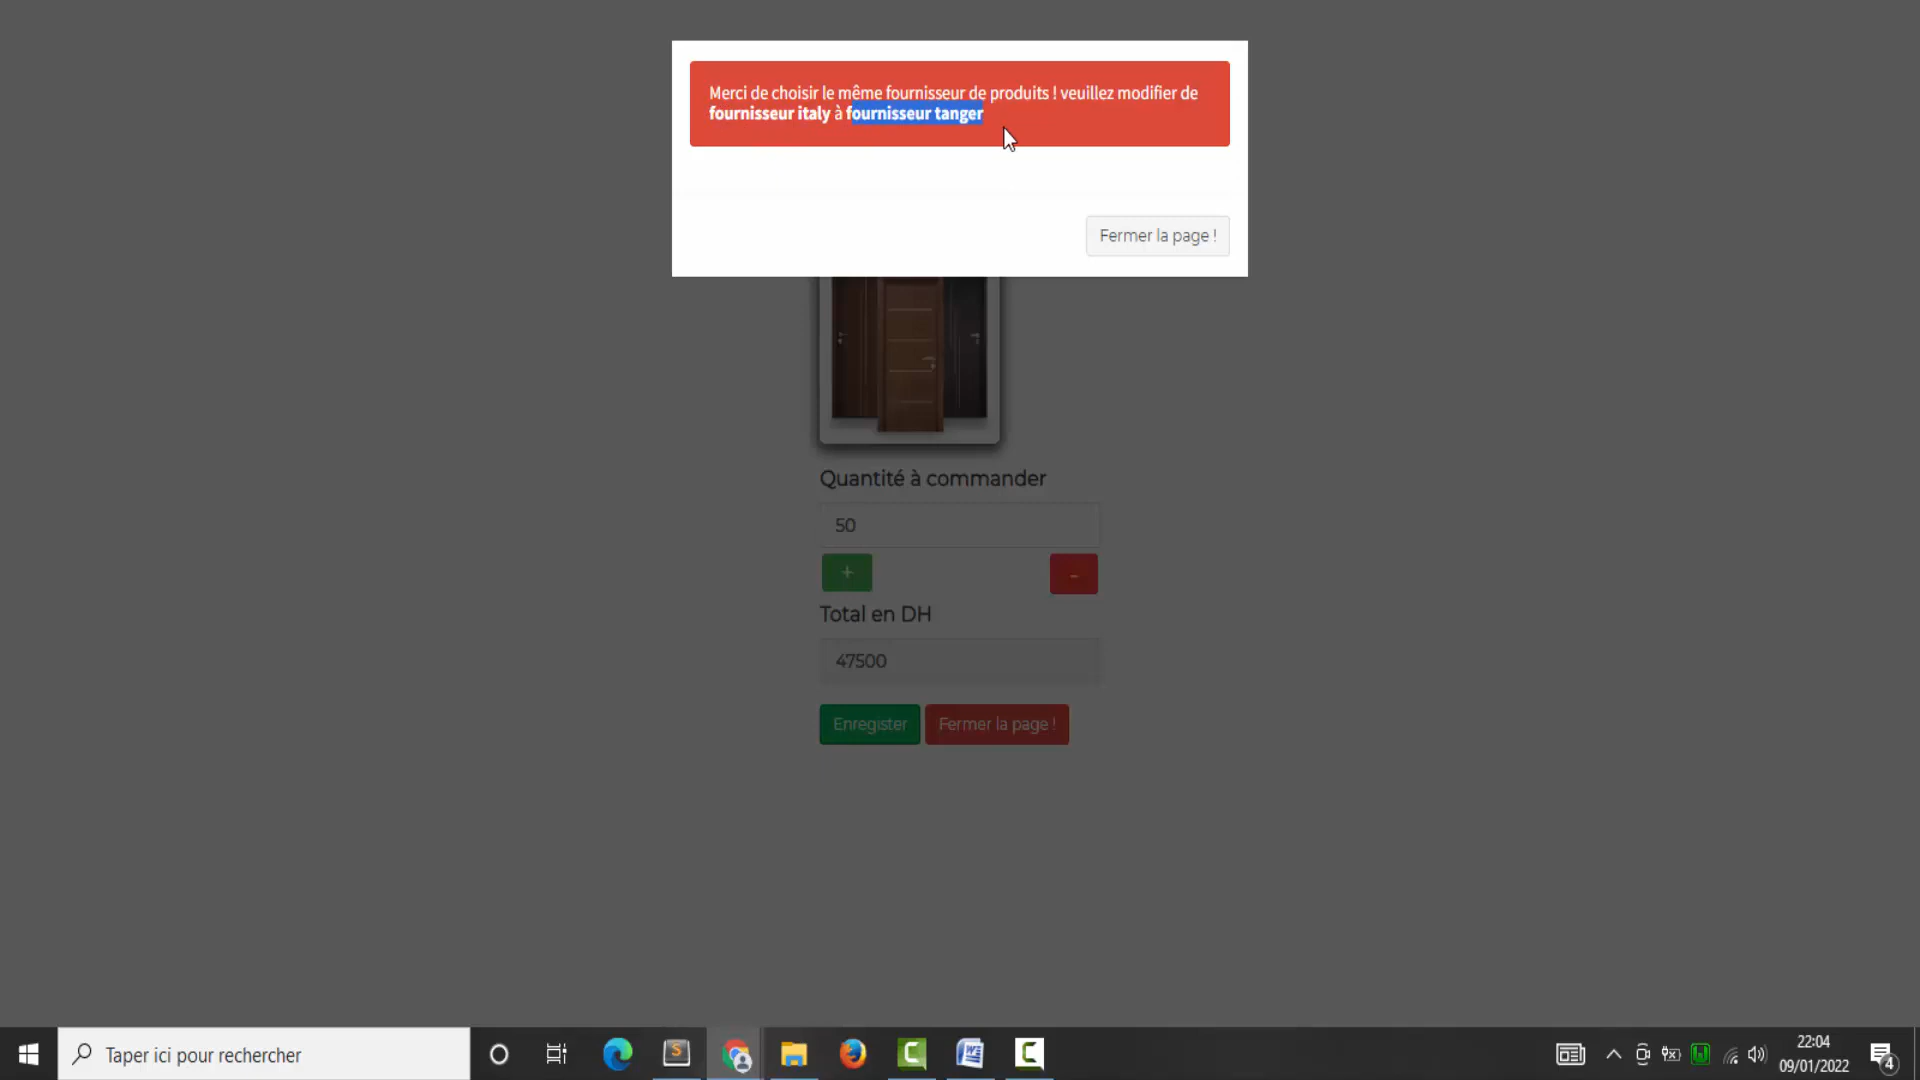 Merci de choisir le même fournisseur de produits ! veuillez modifier de
fournisseur italy à fournisseur tanger
Fermer la page !
Quantité à commander
50
+
-
Total en DH
47500
Enregister
Fermer la page !
Taper ici pour rechercher
22:04
09/01/2022
4